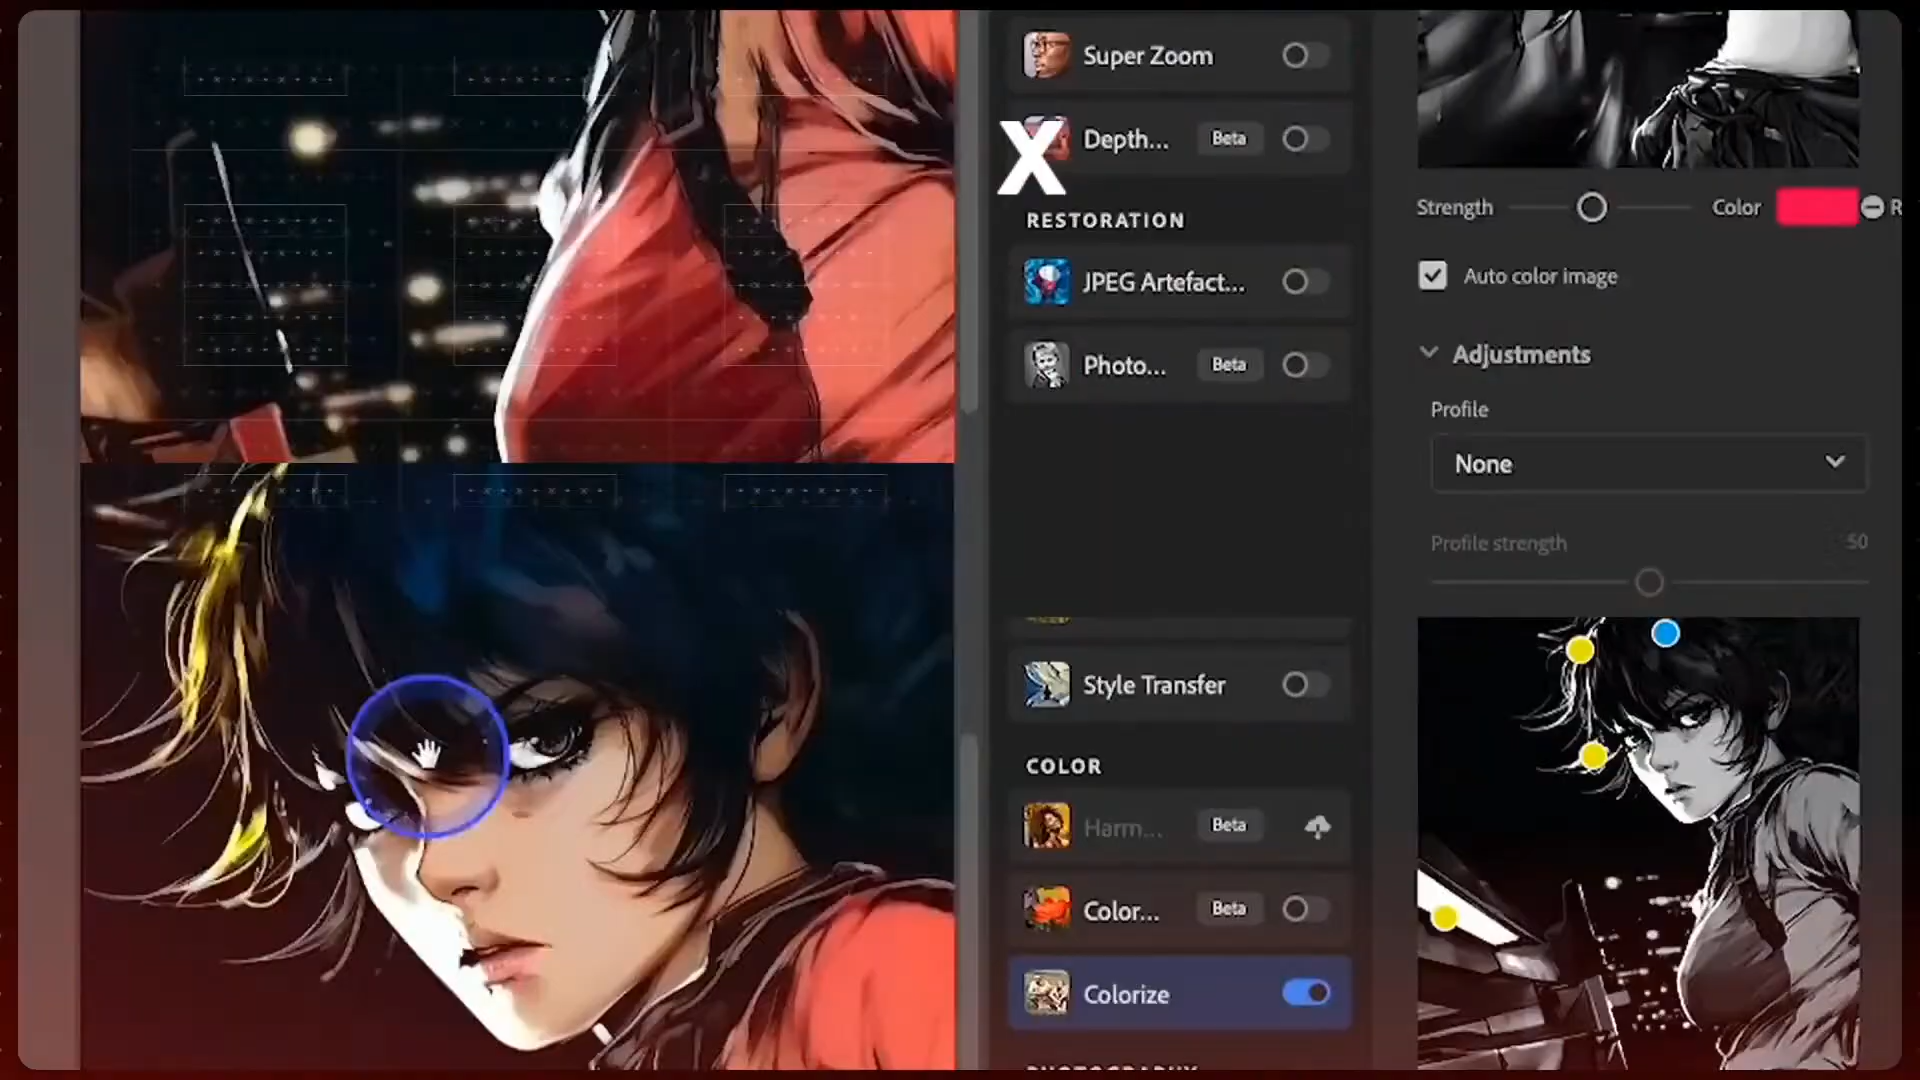 Super Zoom
Depth... Beta
X
RESTORATION
JPEG Artefact...
Photo... Beta
Style Transfer
COLOR
Harm... Beta
Color... Beta
Colorize
Strength Color R
Auto color image
Adjustments
Profile
None
Profile strength 50